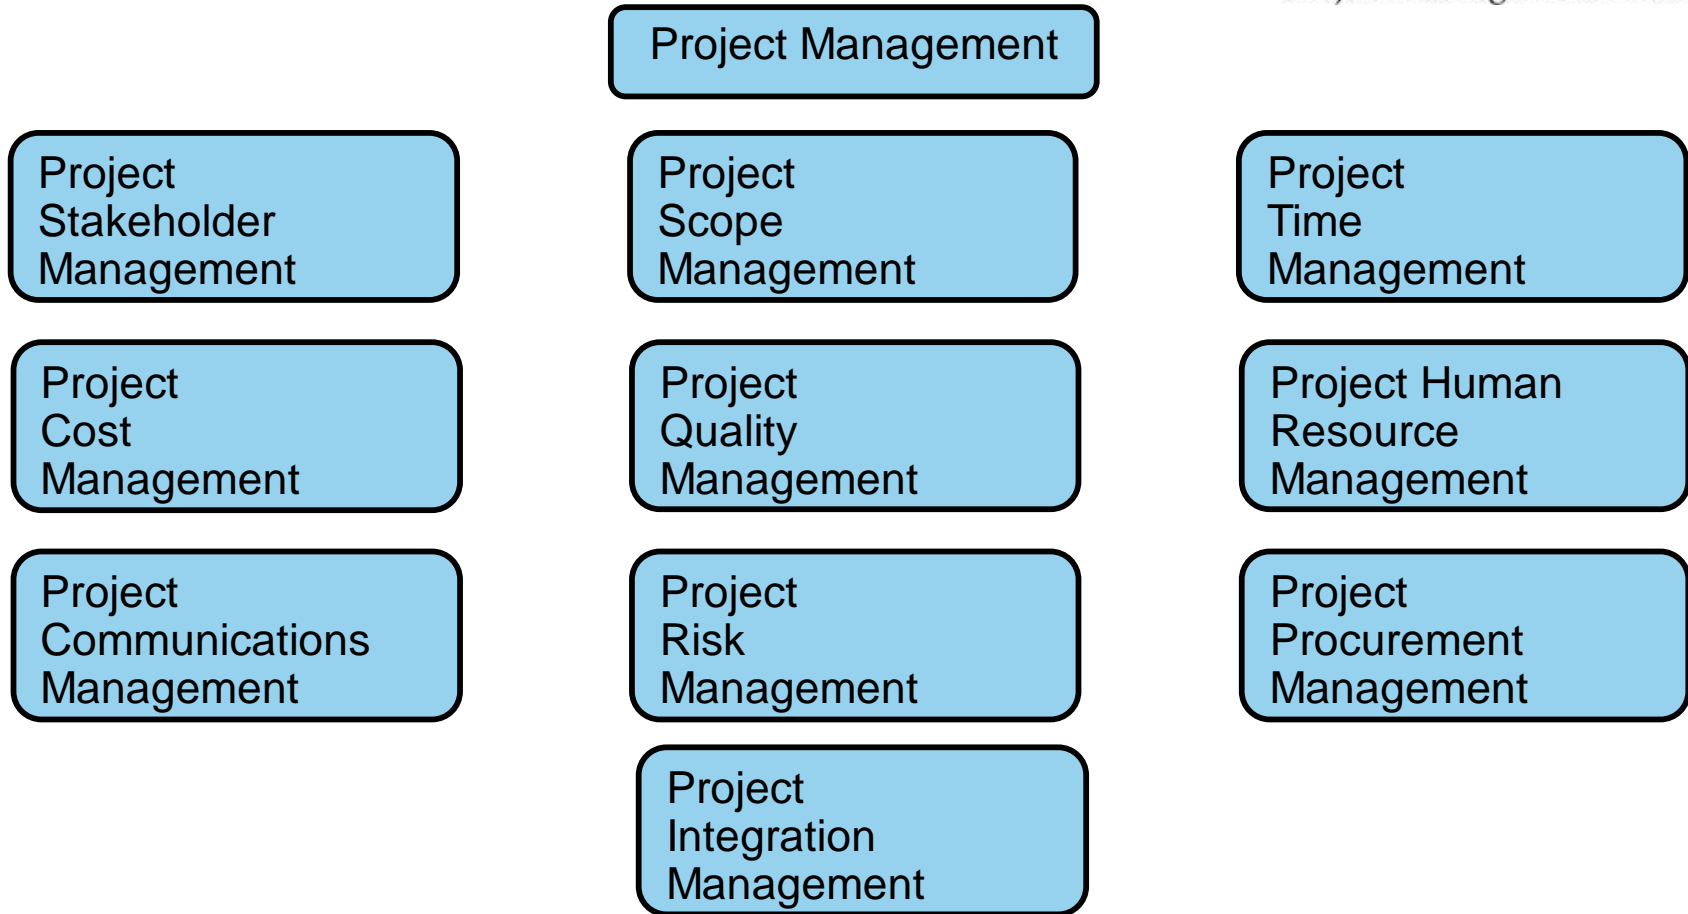 Project Management
Project
Stakeholder
Management
Project
Scope
Management
Project
Time
Management
Project
Cost
Management
Project
Quality
Management
Project Human
Resource
Management
Project
Communications
Management
Project
Risk
Management
Project
Procurement
Management
Project
Integration
Management